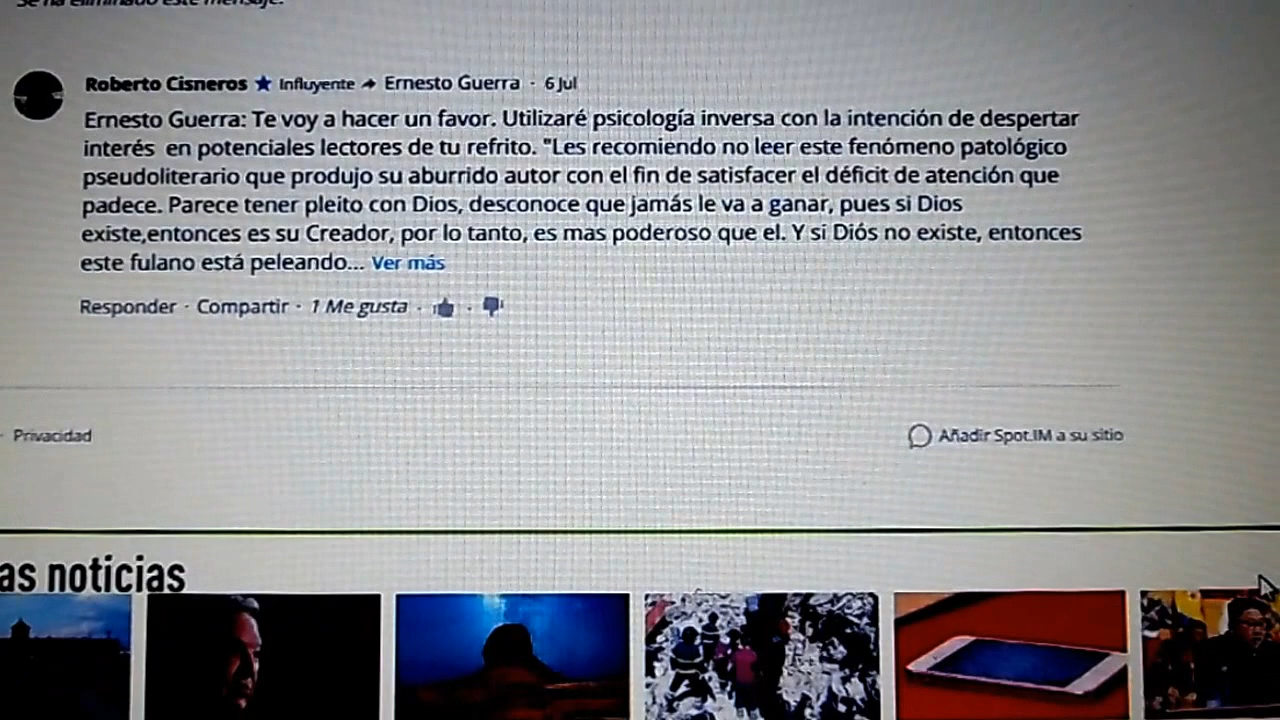 Se ha eliminado este mensaje.
Roberto Cisneros ★ Influyente → Ernesto Guerra · 6 Jul
Ernesto Guerra: Te voy a hacer un favor. Utilizaré psicología inversa con la intención de despertar
interés en potenciales lectores de tu refrito. "Les recomiendo no leer este fenómeno patológico
pseudoliterario que produjo su aburrido autor con el fin de satisfacer el déficit de atención que
padece. Parece tener pleito con Dios, desconoce que jamás le va a ganar, pues si Dios
existe,entonces es su Creador, por lo tanto, es mas poderoso que el. Y si Diós no existe, entonces
este fulano está peleando... Ver más
Responder · Compartir · 1 Me gusta · ·
· Privacidad
Añadir Spot.IM a su sitio
as noticias